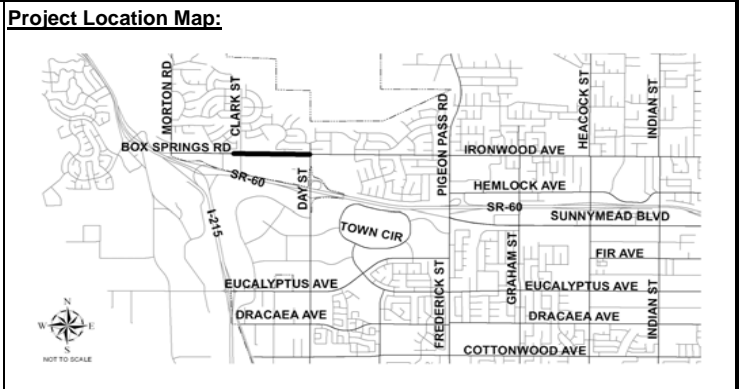 Project Location Map:
MORTON RD
CLARK ST
PIGEON PASS RD
HEACOCK ST
INDIAN ST
BOX SPRINGS RD
IRONWOOD AVE
SR-60
DAY ST
HEMLOCK AVE
SR-60
I-215
SUNNYMEAD BLVD
TOWN CIR
FREDERICK ST
GRAHAM ST
FIR AVE
EUCALYPTUS AVE
EUCALYPTUS AVE
INDIAN ST
DRACAEA AVE
DRACAEA AVE
COTTONWOOD AVE
N
W
E
S
NOT TO SCALE